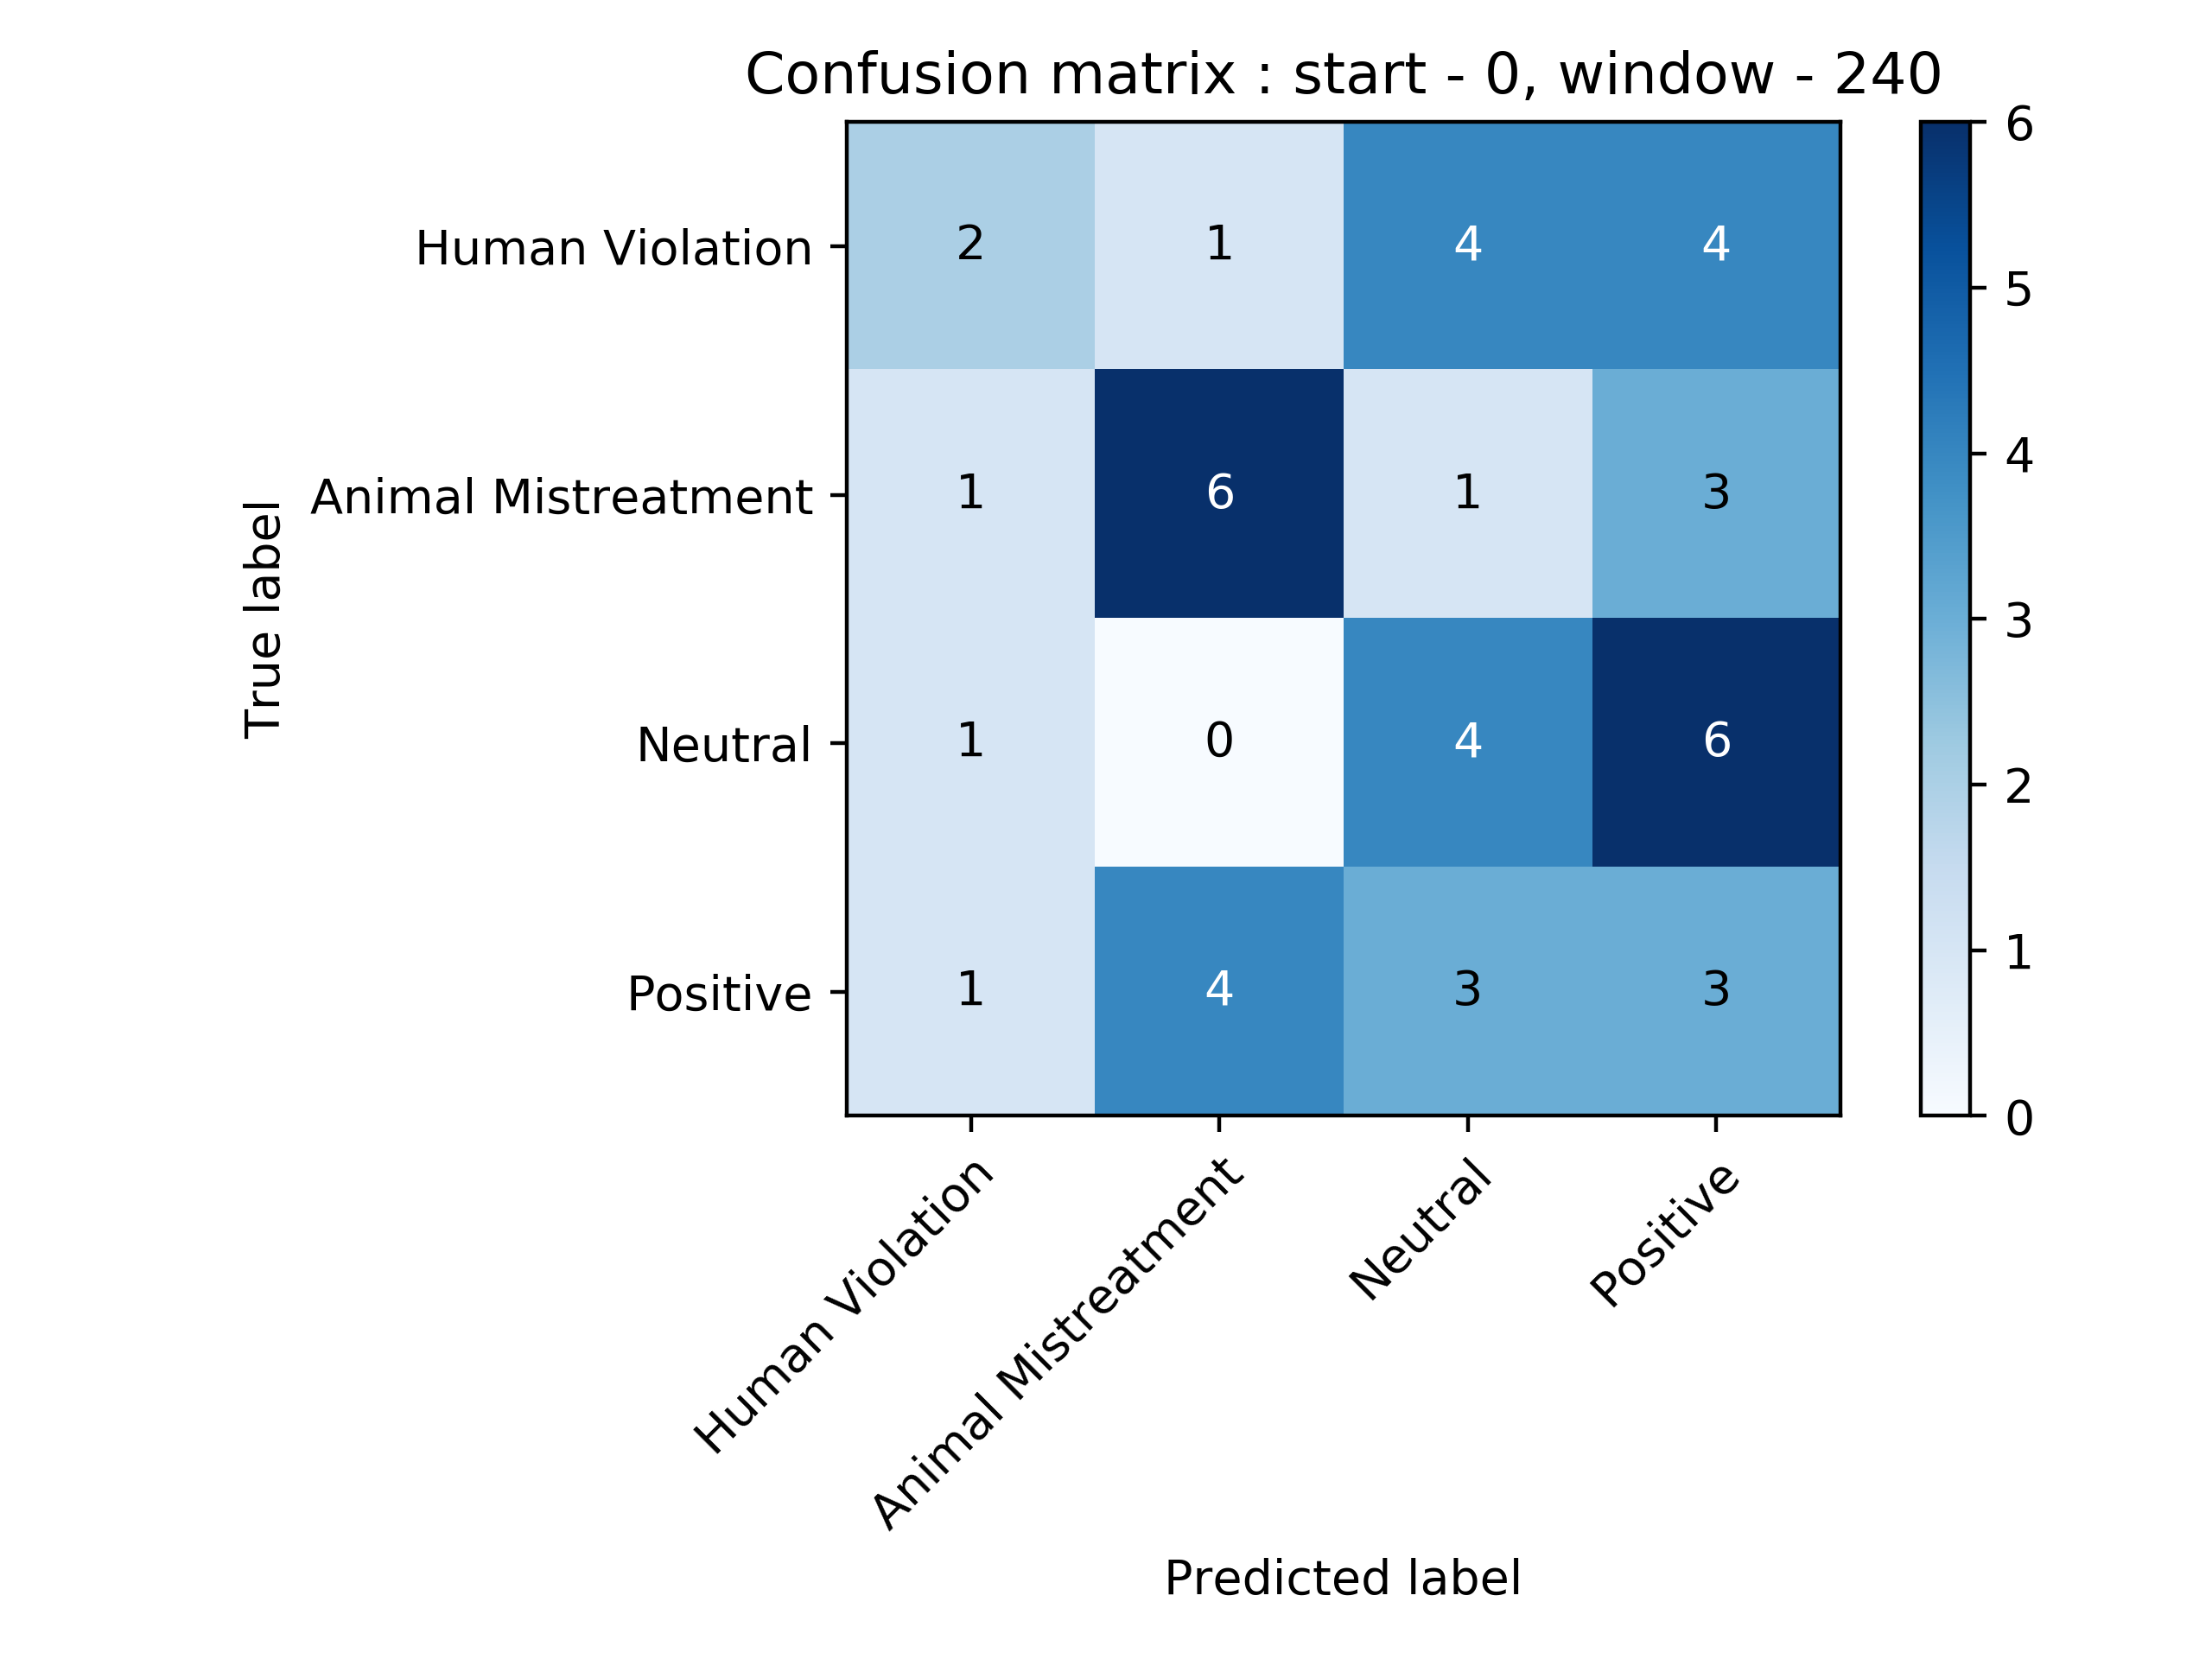 Confusion matrix : start - 0, window - 240
Human Violation 2 1 4 4
Animal Mistreatment 1 6 1 3
Neutral 1 0 4 6
Positive 1 4 3 3
True label
Human Violation
Animal Mistreatment
Neutral
Positive
Predicted label
6
5
4
3
2
1
0